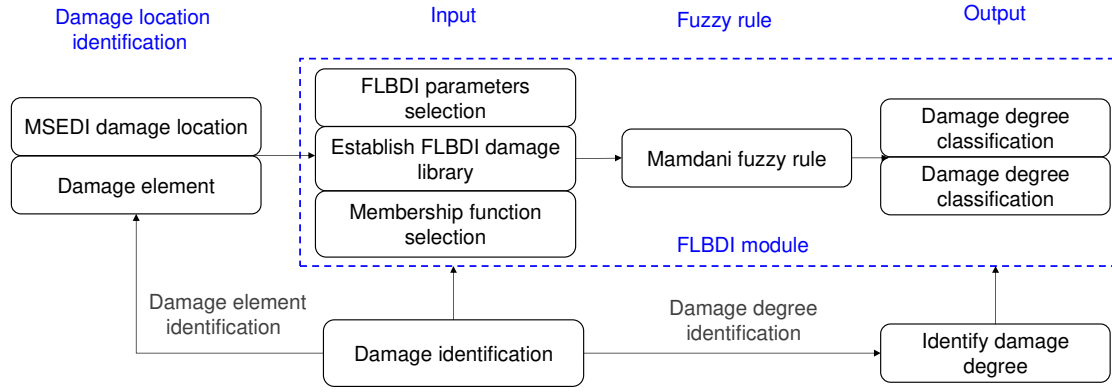 Damage location
identification
Input
Fuzzy rule
Output
MSEDI damage location
Damage element
FLBDI parameters
selection
Establish FLBDI damage
library
Membership function
selection
Mamdani fuzzy rule
Damage degree
classification
Damage degree
classification
FLBDI module
Damage element
identification
Damage identification
Damage degree
identification
Identify damage
degree